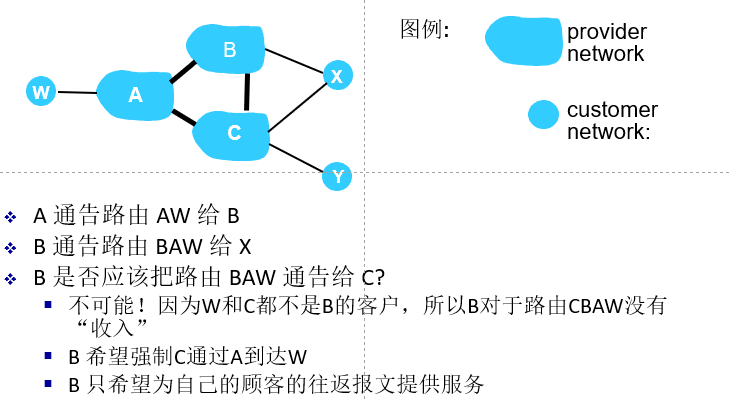 图例:
B
provider
network
W
A
X
C
customer
network:
Y
A 通告路由 AW 给 B
B 通告路由 BAW 给 X
B 是否应该把路由 BAW 通告给 C?
不可能！因为W和C都不是B的客户，所以B对于路由CBAW没有
“收入”
B 希望强制C通过A到达W
B 只希望为自己的顾客的往返报文提供服务